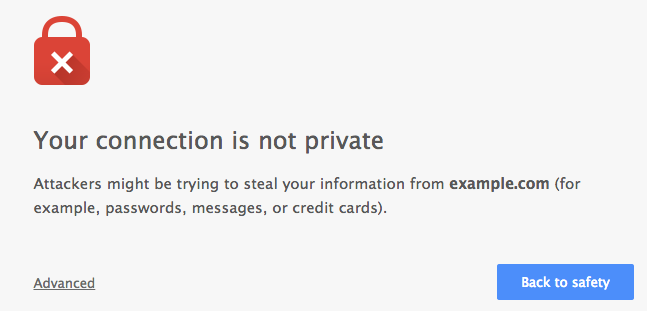 Your connection is not private
Attackers might be trying to steal your information from example.com (for
example, passwords, messages, or credit cards).
Advanced
Back to safety